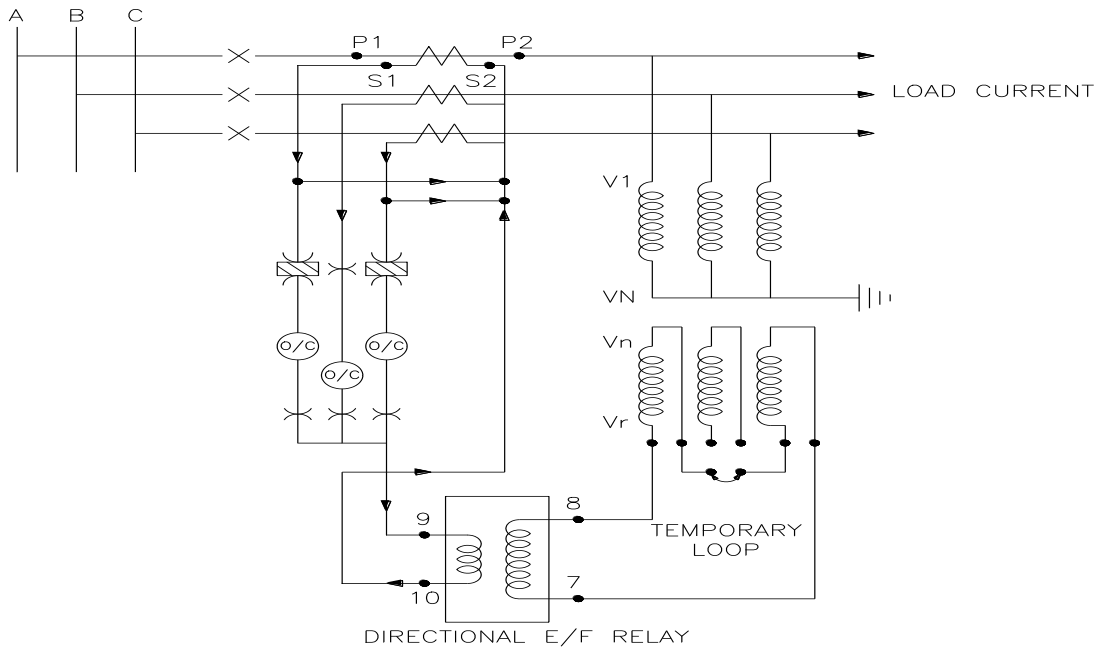 A B C
P1 P2
S1 S2
LOAD CURRENT
V1
VN
Vn
O/C O/C
O/C
Vr
8
9
TEMPORARY
LOOP
7
10
DIRECTIONAL E/F RELAY